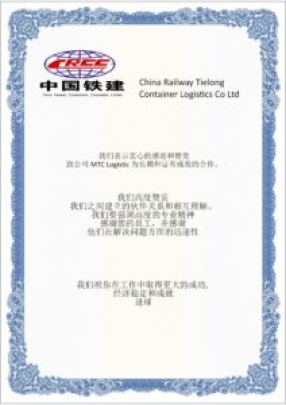 CRCC
中国铁建
China Railway Construction Corporation Limited
China Railway Tielong
Container Logistics Co Ltd
我们表示衷心的感谢和赞赏
致公司 MTC Logistic 为长期和富有成效的合作。
我们高度赞赏
我们之间建立的伙伴关系和相互理解。
我们要强调高度的专业精神
感谢您的员工，并感谢
他们在解决问题方面的迅速性
我们祝你在工作中取得更大的成功，
经济稳定和成就
进球